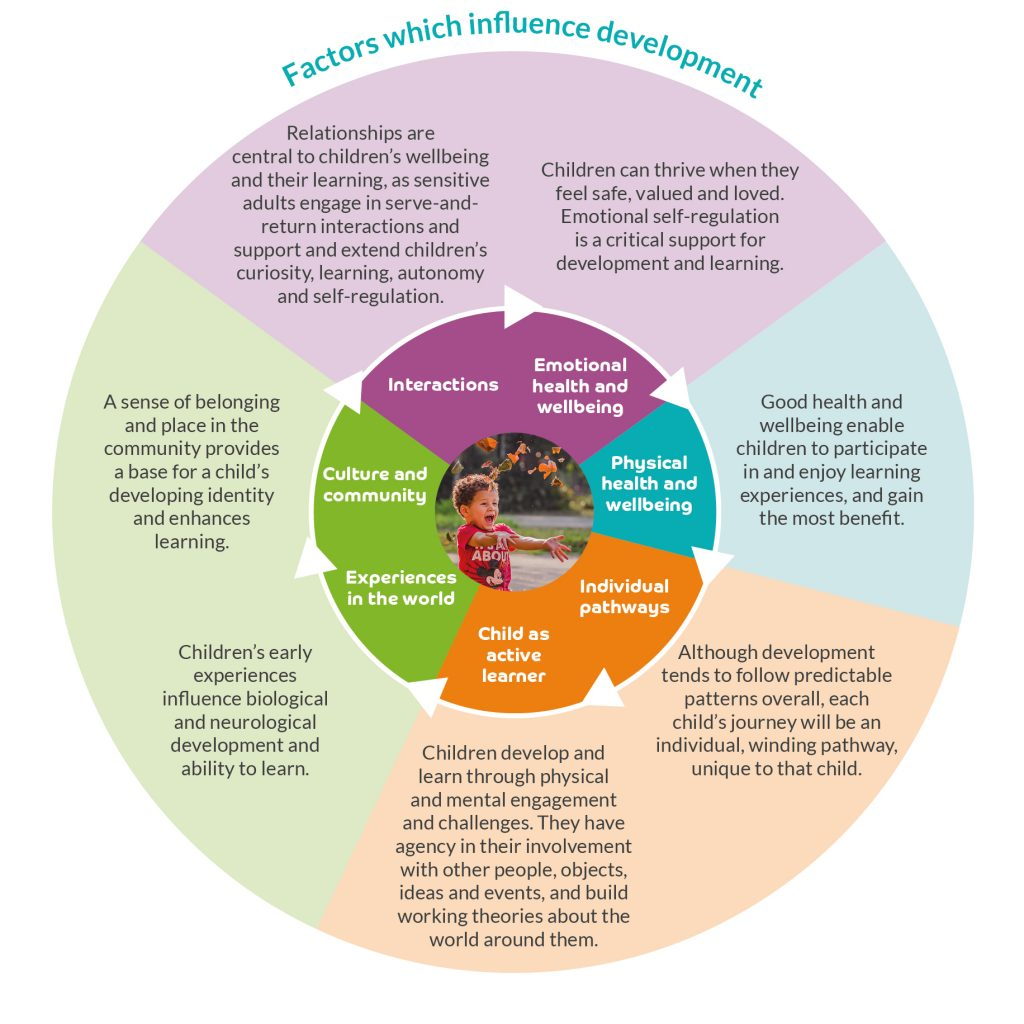 Factors which influence development
Relationships are
central to children’s wellbeing
and their learning, as sensitive
adults engage in serve-and-
return interactions and
support and extend children’s
curiosity, learning, autonomy
and self-regulation.
Children can thrive when they
feel safe, valued and loved.
Emotional self-regulation
is a critical support for
development and learning.
Interactions
Emotional
health and
wellbeing
A sense of belonging
and place in the
community provides
a base for a child’s
developing identity
and enhances
learning.
Culture and
community
Physical
health and
wellbeing
Good health and
wellbeing enable
children to participate
in and enjoy learning
experiences, and gain
the most benefit.
ABOU
Experiences
in the world
Individual
pathways
Child as
active
learner
Children’s early
experiences
influence biological
and neurological
development and
ability to learn.
Although development
tends to follow predictable
patterns overall, each
child’s journey will be an
individual, winding pathway,
unique to that child.
Children develop and
learn through physical
and mental engagement
and challenges. They have
agency in their involvement
with other people, objects,
ideas and events, and build
working theories about the
world around them.